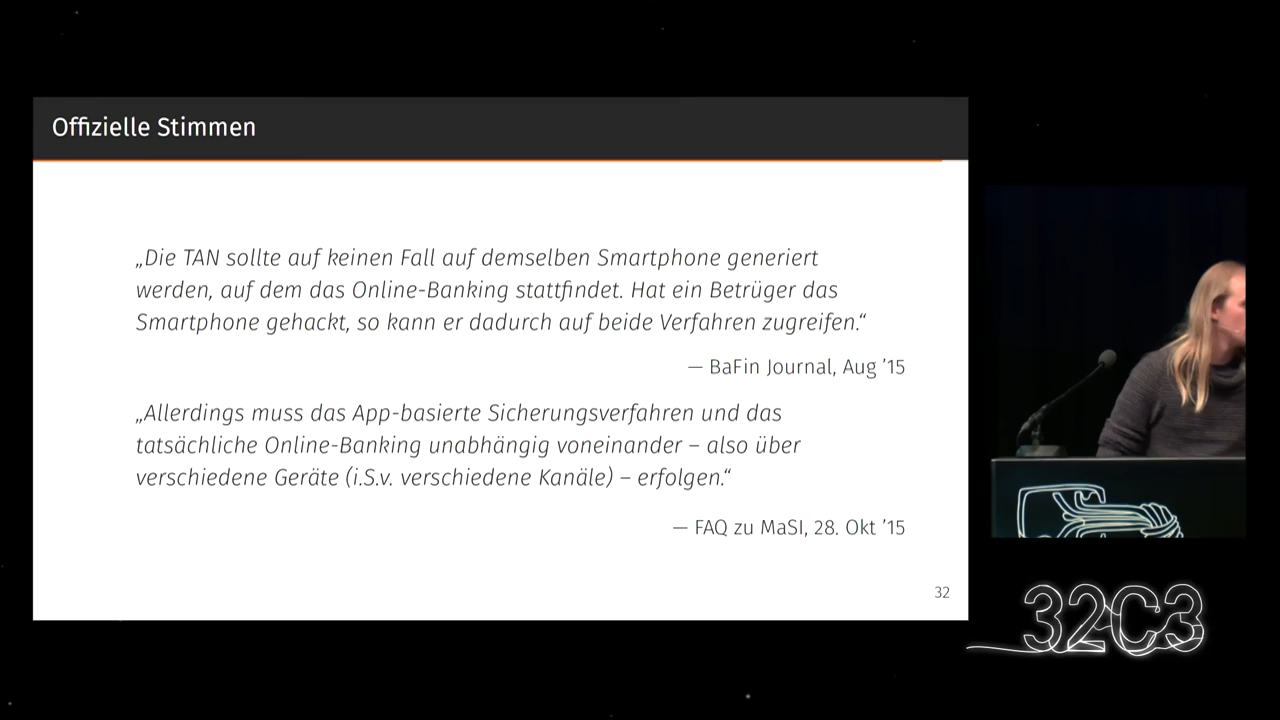 Offizielle Stimmen
„Die TAN sollte auf keinen Fall auf demselben Smartphone generiert
werden, auf dem das Online-Banking stattfindet. Hat ein Betrüger das
Smartphone gehackt, so kann er dadurch auf beide Verfahren zugreifen.“
— BaFin Journal, Aug ’15
„Allerdings muss das App-basierte Sicherungsverfahren und das
tatsächliche Online-Banking unabhängig voneinander – also über
verschiedene Geräte (i.S.v. verschiedene Kanäle) – erfolgen.“
— FAQ zu MaSI, 28. Okt ’15
32
32C3